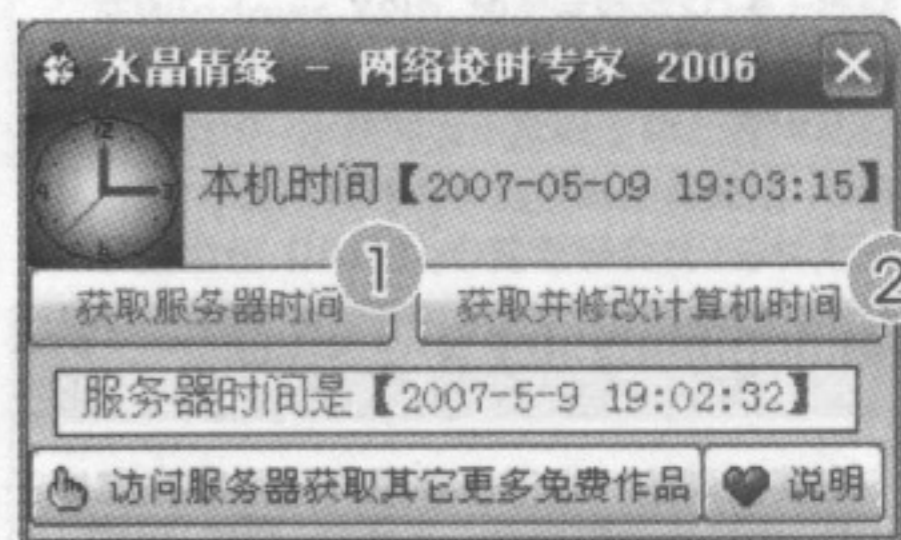 水晶情缘 - 网络校时专家 2006
本机时间【2007-05-09 19:03:15】
获取服务器时间 1 获取并修改计算机时间 2
服务器时间是【2007-5-9 19:02:32】
访问服务器获取其它更多免费作品 说明